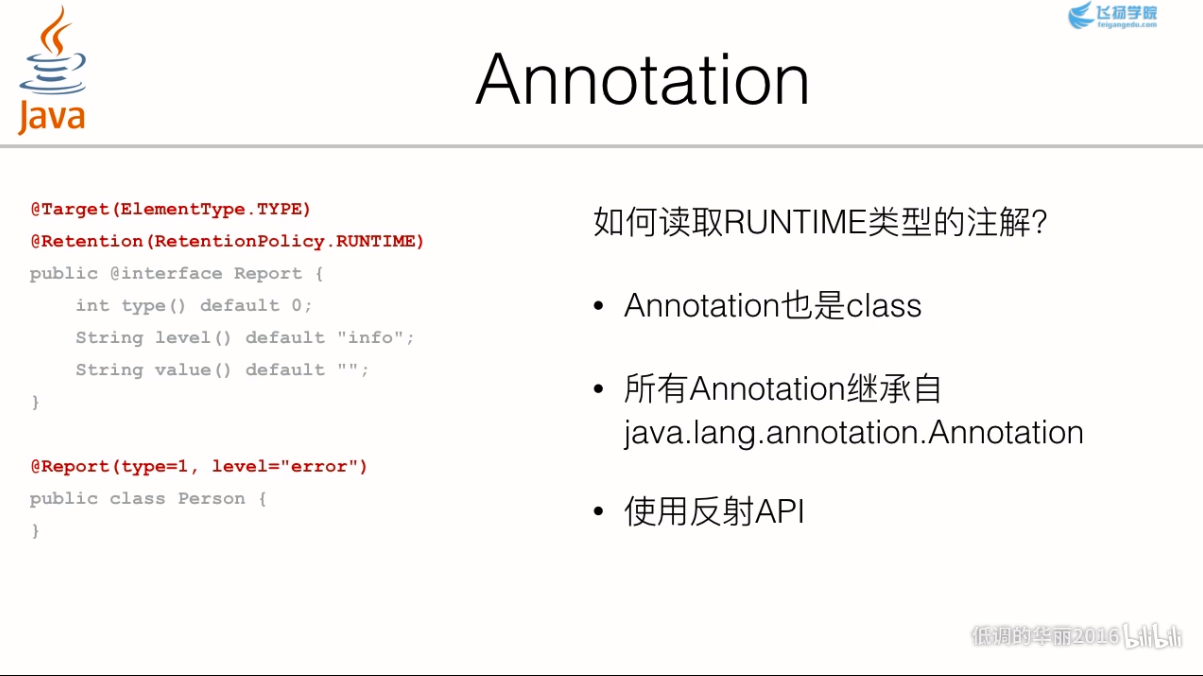 Java
飞扬学院
feiyangedu.com
Annotation
@Target(ElementType.TYPE)
@Retention(RetentionPolicy.RUNTIME)
public @interface Report {
    int type() default 0;
    String level() default "info";
    String value() default "";
}
@Report(type=1, level="error")
public class Person {
}
如何读取RUNTIME类型的注解？
• Annotation也是class
• 所有Annotation继承自
java.lang.annotation.Annotation
• 使用反射API
低调的华丽2016 bilibili